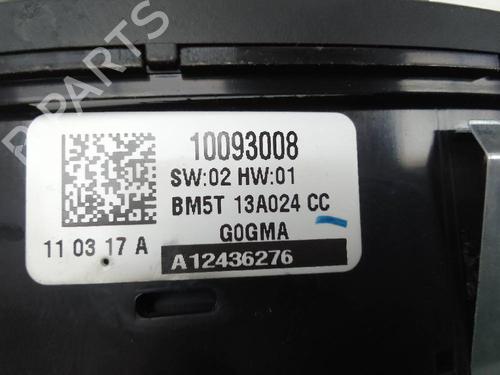 10093008
SW:02 HW:01
BM5T 13A024 CC
G0GMA
11 03 17 A
A12436276
B PARTS